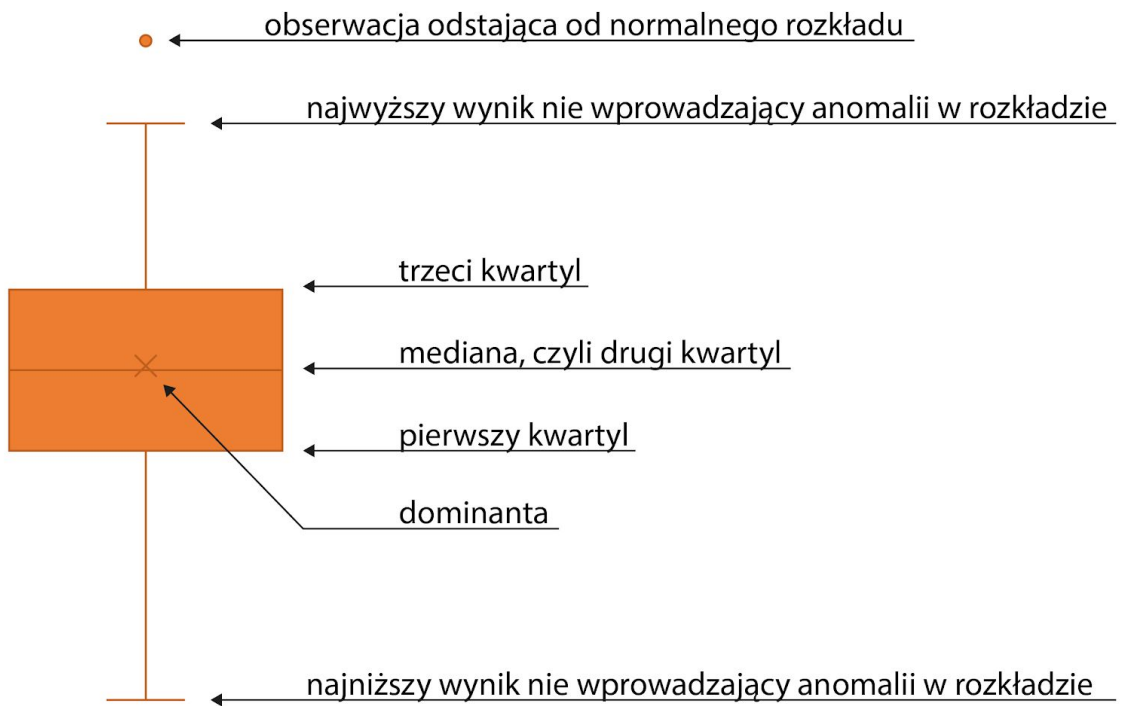 obserwacja odstająca od normalnego rozkładu
najwyższy wynik nie wprowadzający anomalii w rozkładzie
trzeci kwartyl
mediana, czyli drugi kwartyl
pierwszy kwartyl
dominanta
najniższy wynik nie wprowadzający anomalii w rozkładzie